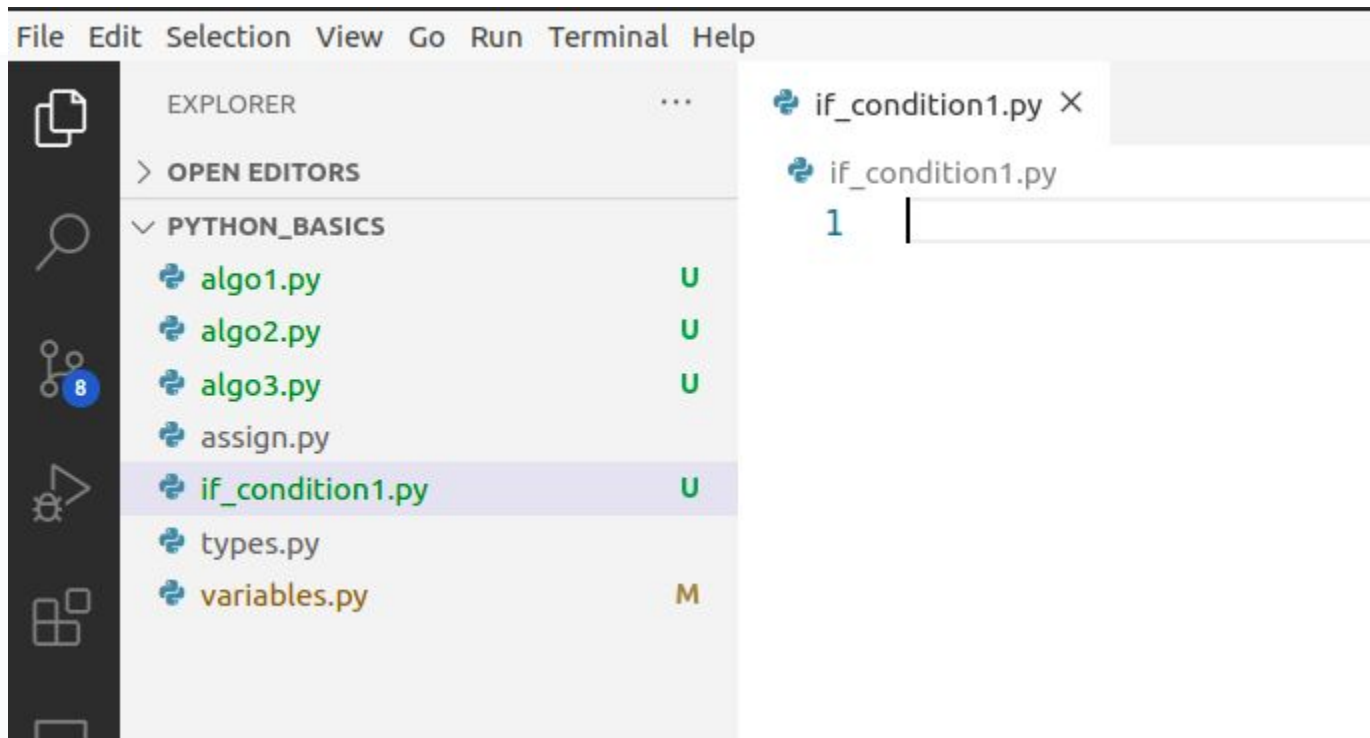 File Edit Selection View Go Run Terminal Help
EXPLORER ...
OPEN EDITORS
PYTHON_BASICS
algo1.py U
algo2.py U
algo3.py U
assign.py
if_condition1.py U
types.py
variables.py M
8
if_condition1.py
if_condition1.py
1